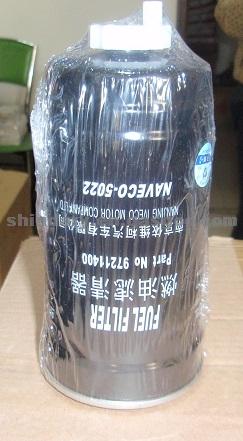 FUEL FILTER
燃油滤清器
Part No 97211400
南京依维柯汽车有限公司
NANJING IVECO MOTOR COMPANY LTD.
NAVECO-5022